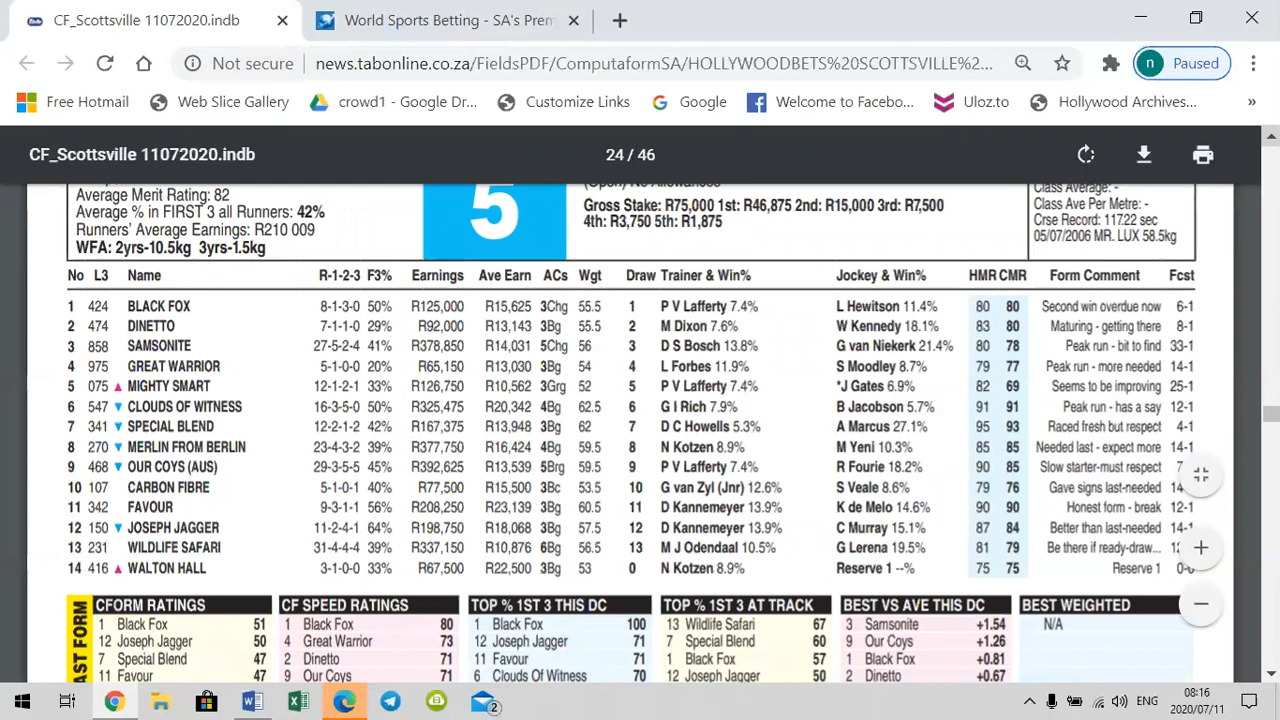 CF_Scottsville 11072020.indb
World Sports Betting - SA's Pren
Not secure news.tabonline.co.za/FieldsPDF/ComputaformSA/HOLLYWOODBETS%20SCOTTSVILLE%2...
Paused
Free Hotmail Web Slice Gallery crowd1 - Google Dr... Customize Links Google Welcome to Facebo... Uloz.to Hollywood Archives... »
CF_Scottsville 11072020.indb 24 / 46
Average Merit Rating: 82
Average % in FIRST 3 all Runners: 42%
Runners' Average Earnings: R210 009
WFA: 2yrs-10.5kg 3yrs-1.5kg
5
(Open) No Allowances
Gross Stake: R75,000 1st: R46,875 2nd: R15,000 3rd: R7,500
4th: R3,750 5th: R1,875
Class Average: -
Class Ave Per Metre: -
Crse Record: 117.22 sec
05/07/2006 MR. LUX 58.5kg
No L3 Name R-1-2-3 F3% Earnings Ave Earn ACs Wgt Draw Trainer & Win% Jockey & Win% HMR CMR Form Comment Fcst
1 424 BLACK FOX 8-1-3-0 50% R125,000 R15,625 3Chg 55.5 1 P V Lafferty 7.4% L Hewitson 11.4% 80 80 Second win overdue now 6-1
2 474 DINETTO 7-1-1-0 29% R92,000 R13,143 3Bg 55.5 2 M Dixon 7.6% W Kennedy 18.1% 83 80 Maturing - getting there 8-1
3 858 SAMSONITE 27-5-2-4 41% R378,850 R14,031 5Chg 56 3 D S Bosch 13.8% G van Niekerk 21.4% 80 78 Peak run - bit to find 33-1
4 975 GREAT WARRIOR 5-1-0-0 20% R65,150 R13,030 3Bg 54 4 L Forbes 11.9% S Moodley 8.7% 79 77 Peak run - more needed 14-1
5 075 ▲ MIGHTY SMART 12-1-2-1 33% R126,750 R10,562 3Grg 52 5 P V Lafferty 7.4% *J Gates 6.9% 82 69 Seems to be improving 25-1
6 547 ▼ CLOUDS OF WITNESS 16-3-5-0 50% R325,475 R20,342 4Bg 62.5 6 G I Rich 7.9% B Jacobson 5.7% 91 91 Peak run - has a say 12-1
7 341 ▼ SPECIAL BLEND 12-2-1-2 42% R167,375 R13,948 3Bg 62 7 D C Howells 5.3% A Marcus 27.1% 95 93 Raced fresh but respect 4-1
8 270 ▼ MERLIN FROM BERLIN 23-4-3-2 39% R377,750 R16,424 4Bg 59.5 8 N Kotzen 8.9% M Yeni 10.3% 85 85 Needed last - expect more 14-1
9 468 ▼ OUR COYS (AUS) 29-3-5-5 45% R392,625 R13,539 5Brg 59.5 9 P V Lafferty 7.4% R Fourie 18.2% 90 85 Slow starter-must respect 7
10 107 CARBON FIBRE 5-1-0-1 40% R77,500 R15,500 3Bc 53.5 10 G van Zyl (Jnr) 12.6% S Veale 8.6% 79 76 Gave signs last-needed 14
11 342 FAVOUR 9-3-1-1 56% R208,250 R23,139 3Bg 60.5 11 D Kannemeyer 13.9% K de Melo 14.6% 90 90 Honest form - break 12-1
12 150 ▼ JOSEPH JAGGER 11-2-4-1 64% R198,750 R18,068 3Bg 57.5 12 D Kannemeyer 13.9% C Murray 15.1% 87 84 Better than last-needed 14-1
13 231 WILDLIFE SAFARI 31-4-4-4 39% R337,150 R10,876 6Bg 56.5 13 M J Odendaal 10.5% G Lerena 19.5% 81 79 Be there if ready-draw... 12
14 416 ▲ WALTON HALL 3-1-0-0 33% R67,500 R22,500 3Bg 53 0 N Kotzen 8.9% Reserve 1 --% 75 75 Reserve 1 0-0
AST FORM
CFORM RATINGS CF SPEED RATINGS TOP % 1ST 3 THIS DC TOP % 1ST 3 AT TRACK BEST VS AVE THIS DC BEST WEIGHTED
1 Black Fox 51 1 Black Fox 80 1 Black Fox 100 13 Wildlife Safari 67 3 Samsonite +1.54 N/A
12 Joseph Jagger 50 4 Great Warrior 73 12 Joseph Jagger 71 7 Special Blend 60 9 Our Coys +1.26
7 Special Blend 47 2 Dinetto 71 11 Favour 71 1 Black Fox 57 1 Black Fox +0.81
11 Favour 47 9 Our Coys 71 6 Clouds Of Witness 70 12 Joseph Jagger 50 2 Dinetto +0.67
2
ENG
08:16
2020/07/11